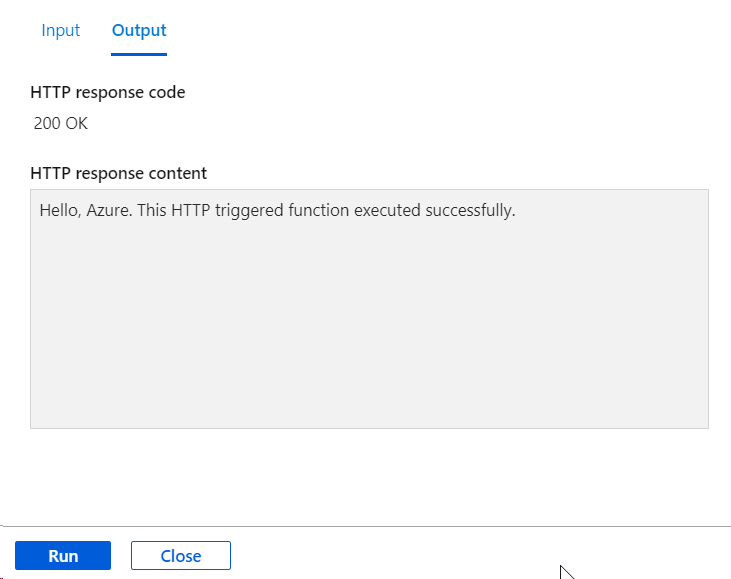 Input Output
HTTP response code
200 OK
HTTP response content
Hello, Azure. This HTTP triggered function executed successfully.
Run Close